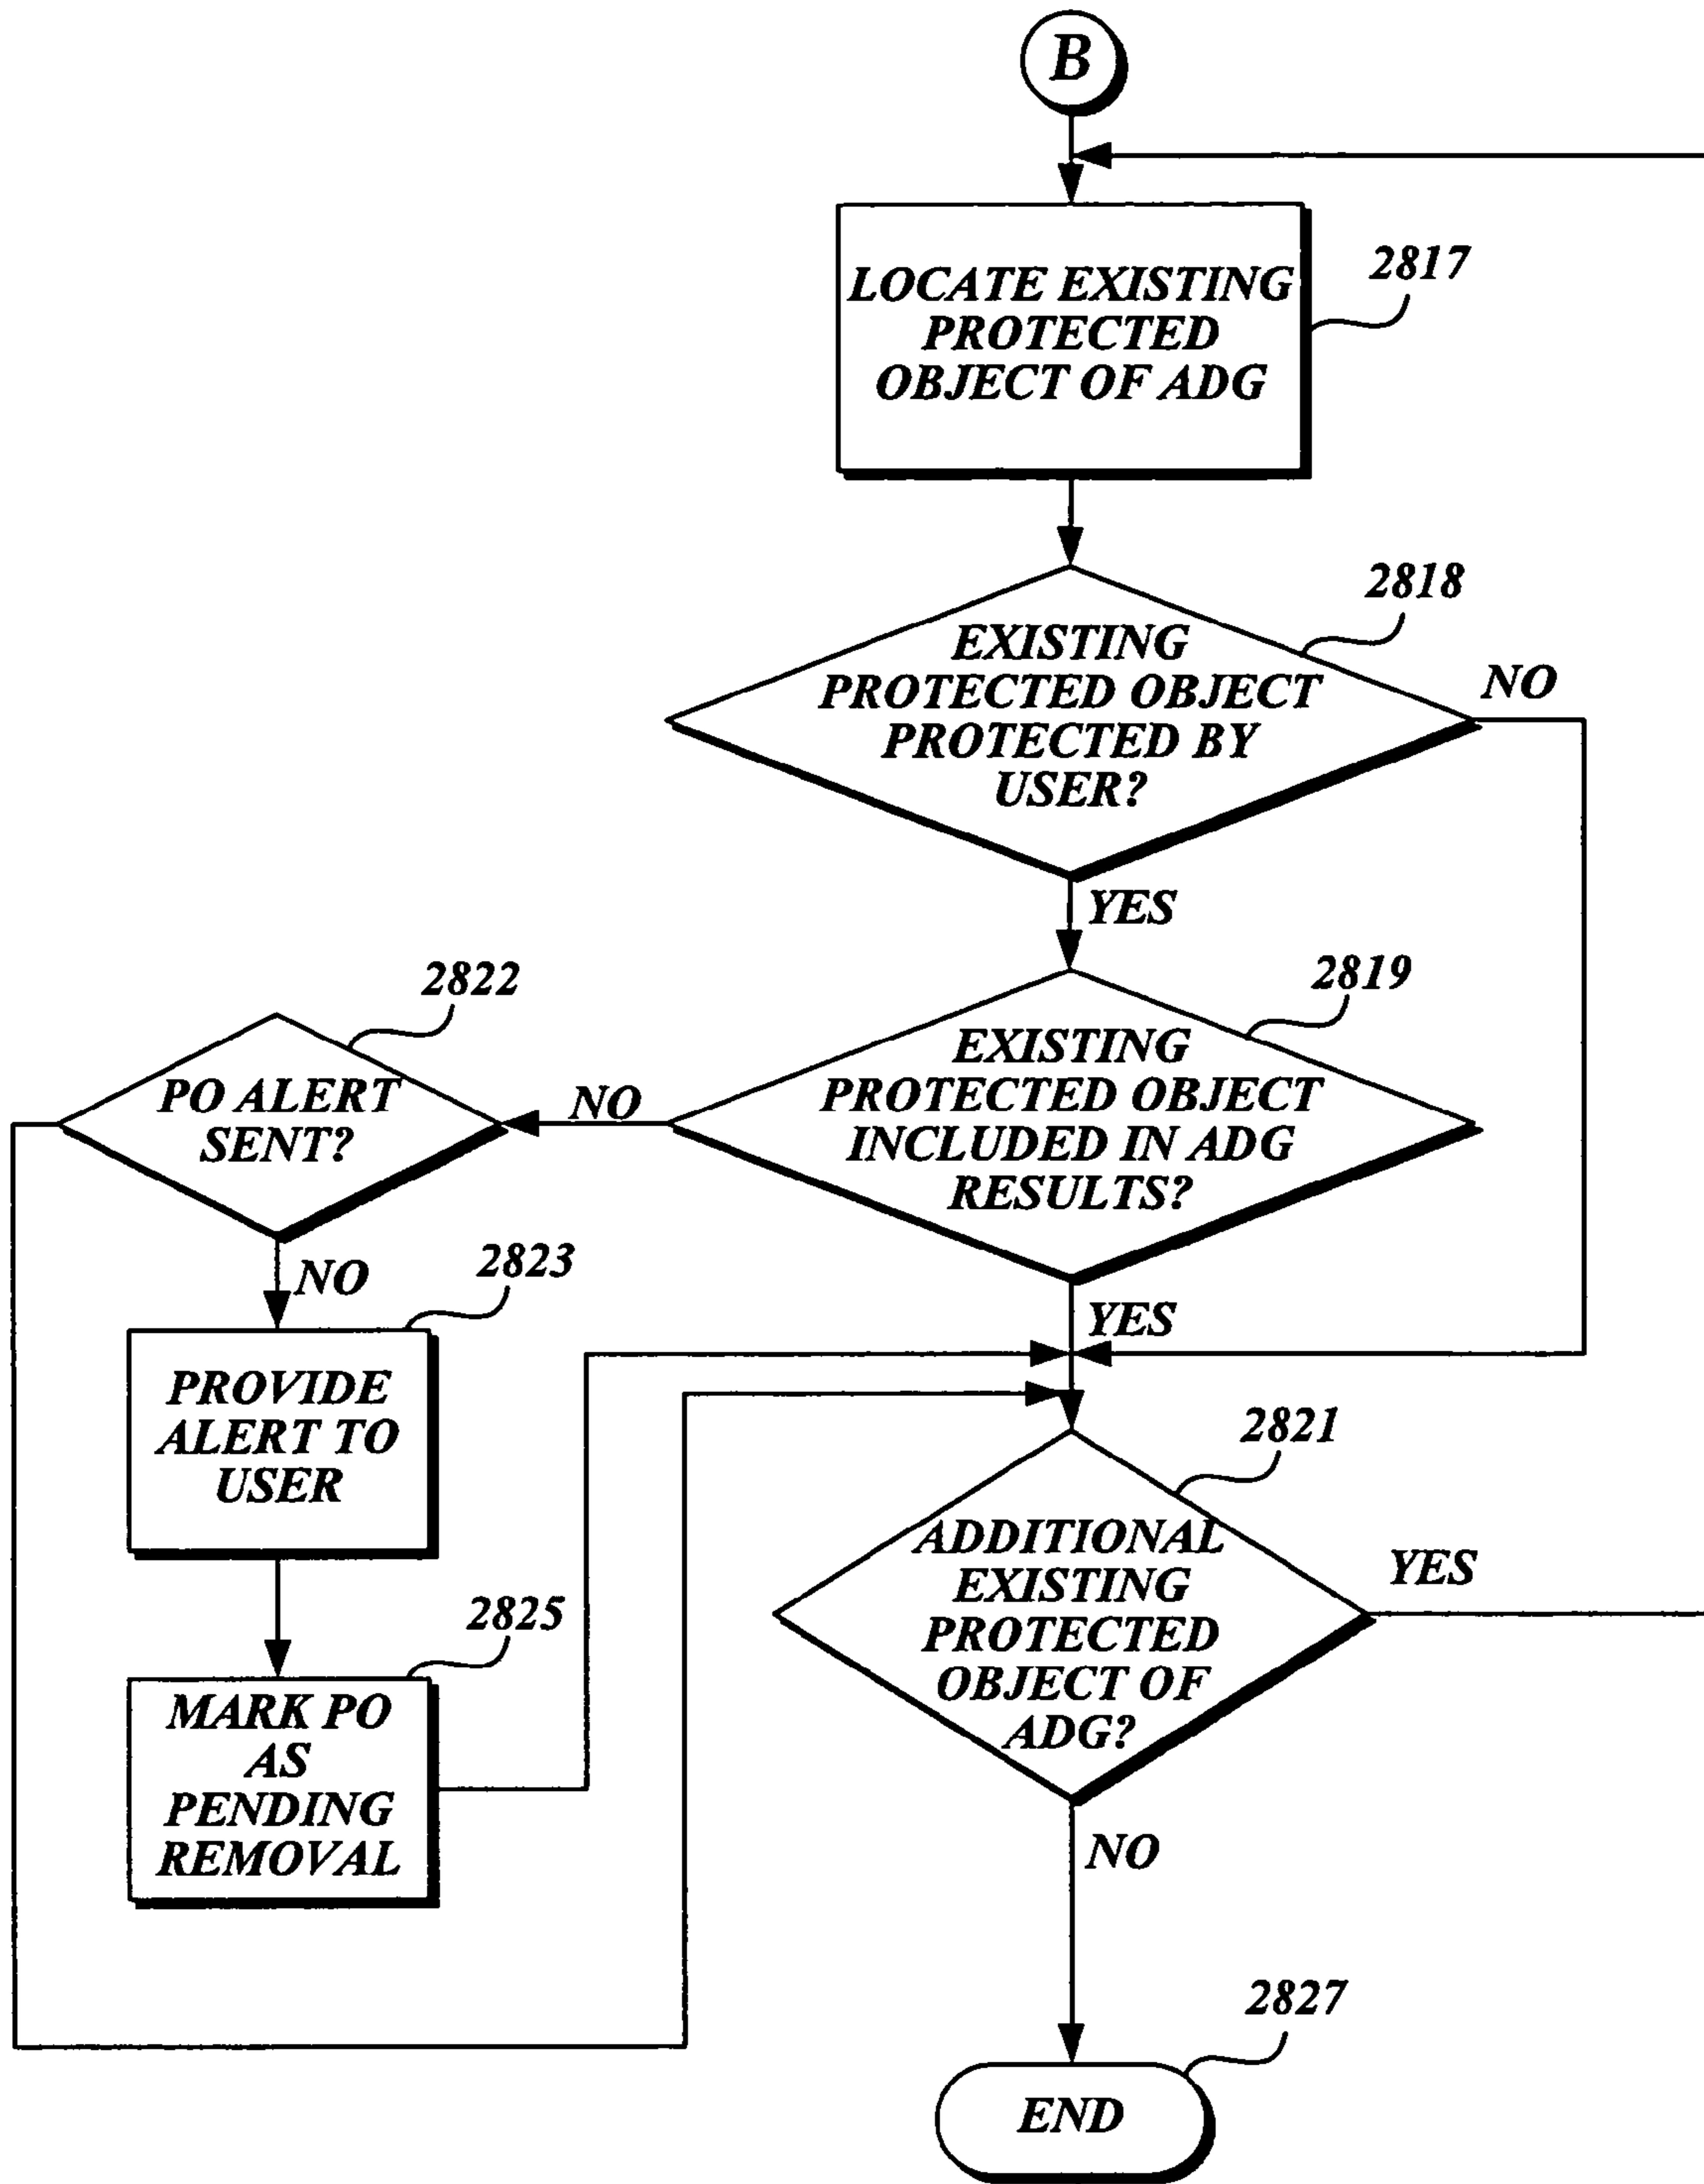 B
LOCATE EXISTING
PROTECTED
OBJECT OF ADG
2817
EXISTING
PROTECTED OBJECT
PROTECTED BY
USER?
2818
NO
YES
EXISTING
PROTECTED OBJECT
INCLUDED IN ADG
RESULTS?
2819
NO
YES
PO ALERT
SENT?
2822
NO
PROVIDE
ALERT TO
USER
2823
MARK PO
AS
PENDING
REMOVAL
2825
ADDITIONAL
EXISTING
PROTECTED
OBJECT OF
ADG?
2821
YES
NO
END
2827